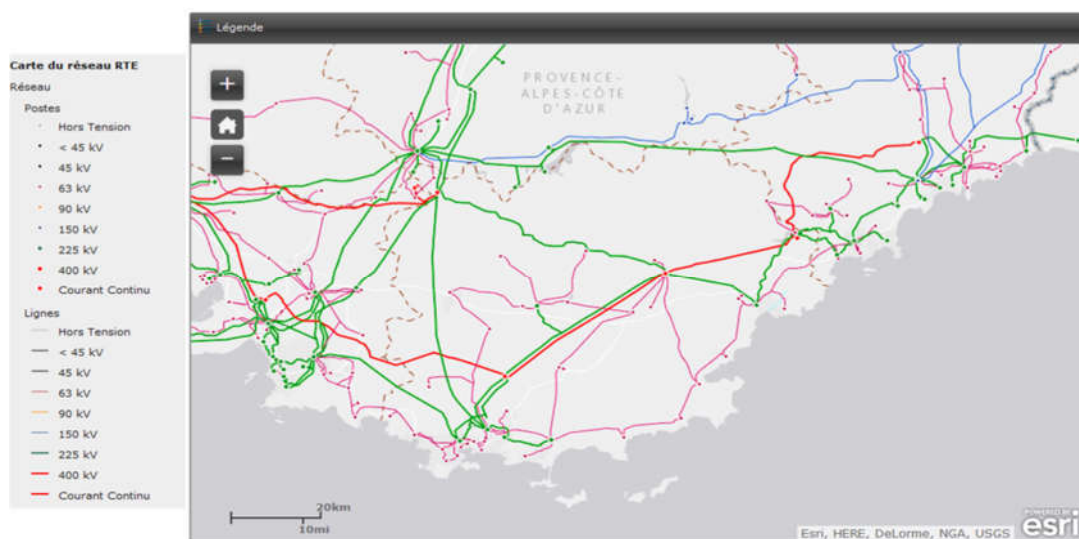 Légende
Carte du réseau RTE
Réseau
Postes
Hors Tension
< 45 kV
45 kV
63 kV
90 kV
150 kV
225 kV
400 kV
Courant Continu
Lignes
Hors Tension
< 45 kV
45 kV
63 kV
90 kV
150 kV
225 kV
400 kV
Courant Continu
+
−
PROVENCE-
ALPES-CÔTE
D'AZUR
20km
10mi
Esri, HERE, DeLorme, NGA, USGS
POWERED BY
esri